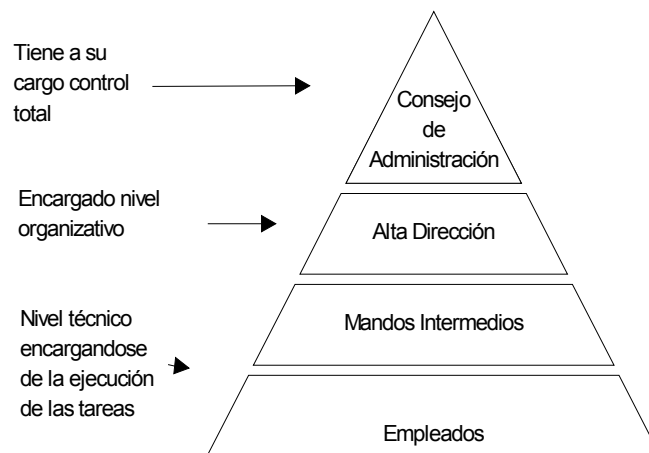 Tiene a su
cargo control
total
Consejo
de
Administración
Encargado nivel
organizativo
Alta Dirección
Nivel técnico
encargandose
de la ejecución
de las tareas
Mandos Intermedios
Empleados